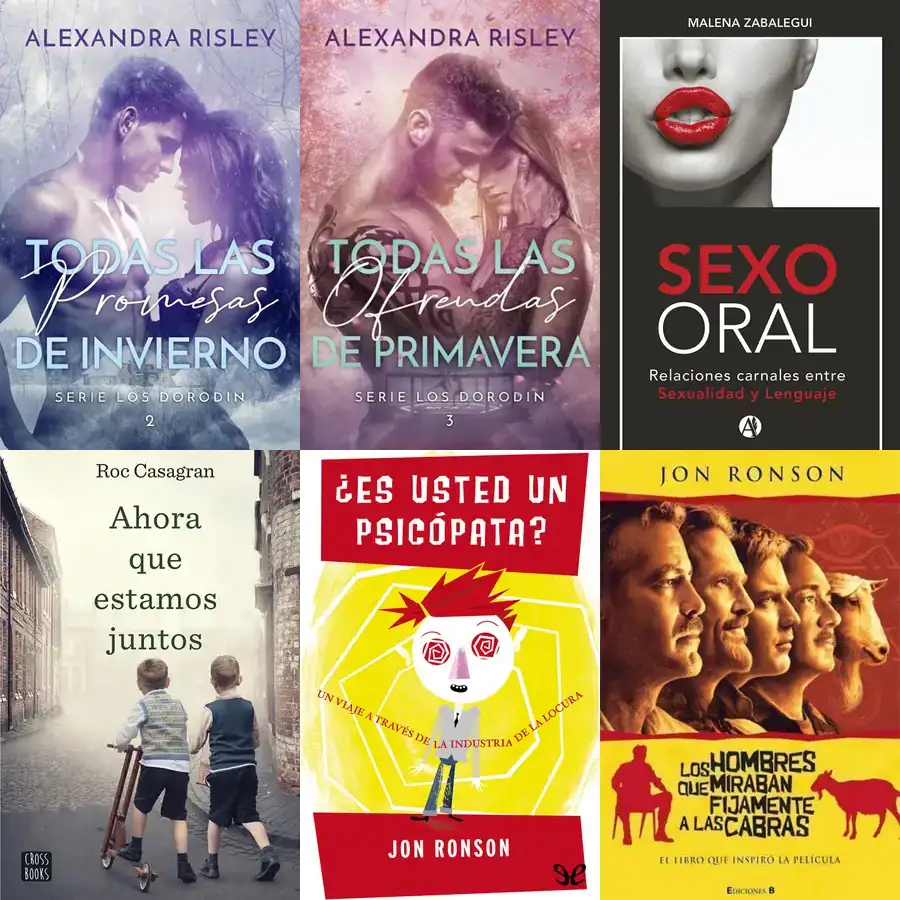 ALEXANDRA RISLEY
TODAS LAS
Promesas
DE INVIERNO
SERIE LOS DORODIN
2
ALEXANDRA RISLEY
TODAS LAS
Ofrendas
DE PRIMAVERA
SERIE LOS DORODIN
3
MALENA ZABALEGUI
SEXO
ORAL
Relaciones carnales entre
Sexualidad y Lenguaje
A
Roc Casagran
Ahora
que
estamos
juntos
CROSS
BOOKS
¿ES USTED UN
PSICÓPATA?
UN VIAJE A TRAVÉS DE LA INDUSTRIA DE LA LOCURA
JON RONSON
JON RONSON
LOS HOMBRES
QUE MIRABAN
FIJAMENTE
A LAS CABRAS
EL LIBRO QUE INSPIRÓ LA PELÍCULA
EDICIONES B